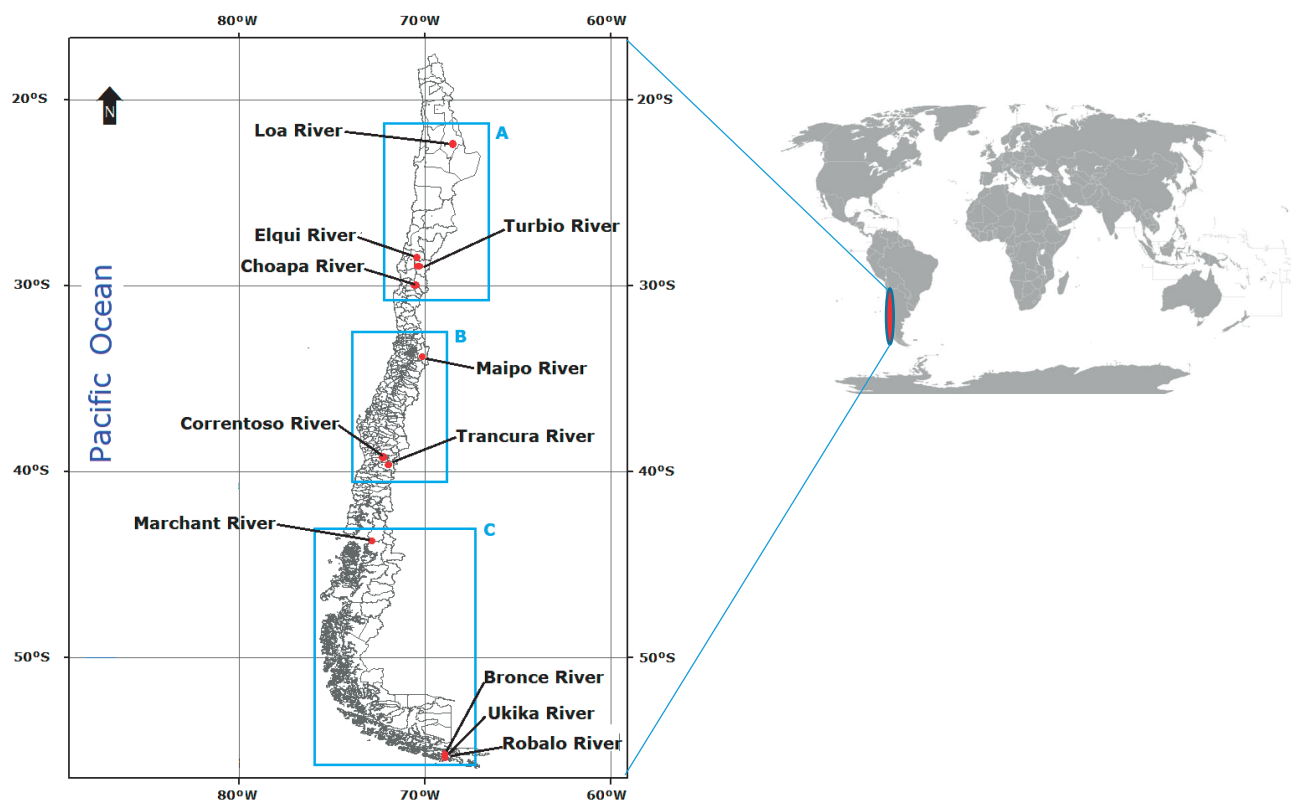 80ºW 70ºW 60ºW
20ºS 20ºS
N
Loa River
A
Elqui River
Turbio River
Choapa River
30ºS 30ºS
Pacific Ocean
B
Maipo River
Correntoso River
Trancura River
40ºS 40ºS
Marchant River
C
50ºS 50ºS
Bronce River
Ukika River
Robalo River
80ºW 70ºW 60ºW